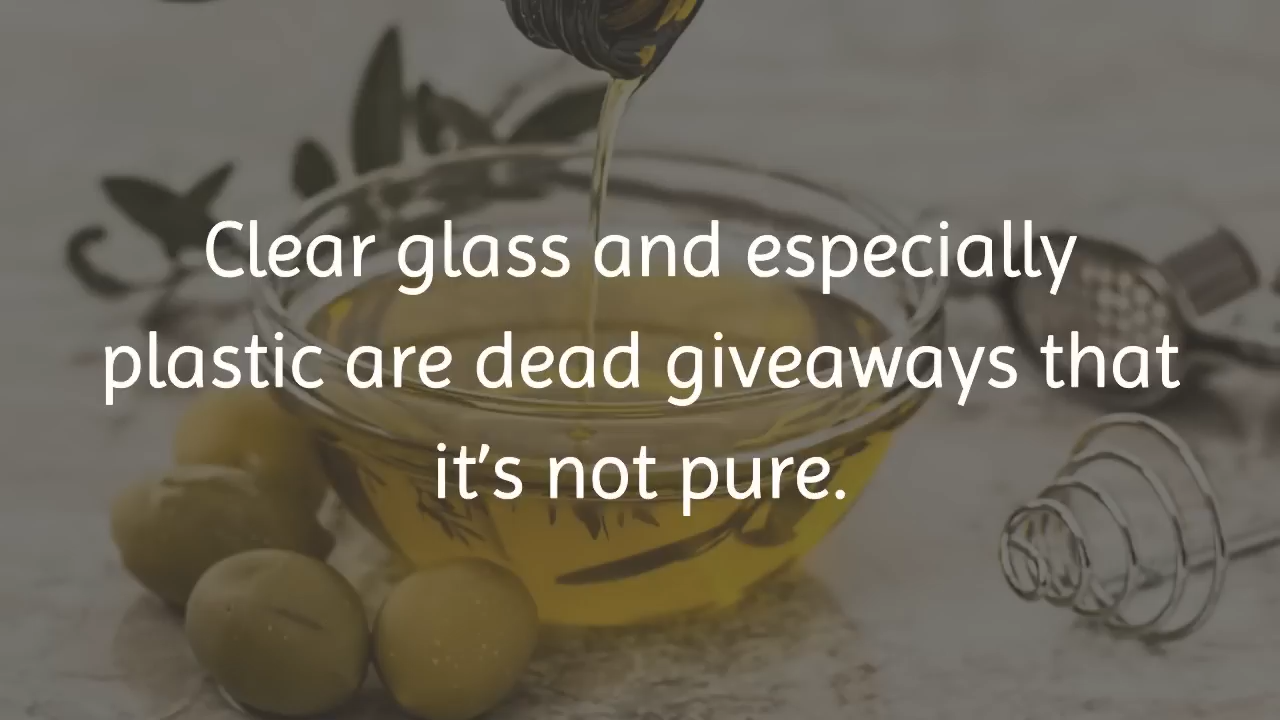 Clear glass and especially
plastic are dead giveaways that
it's not pure.